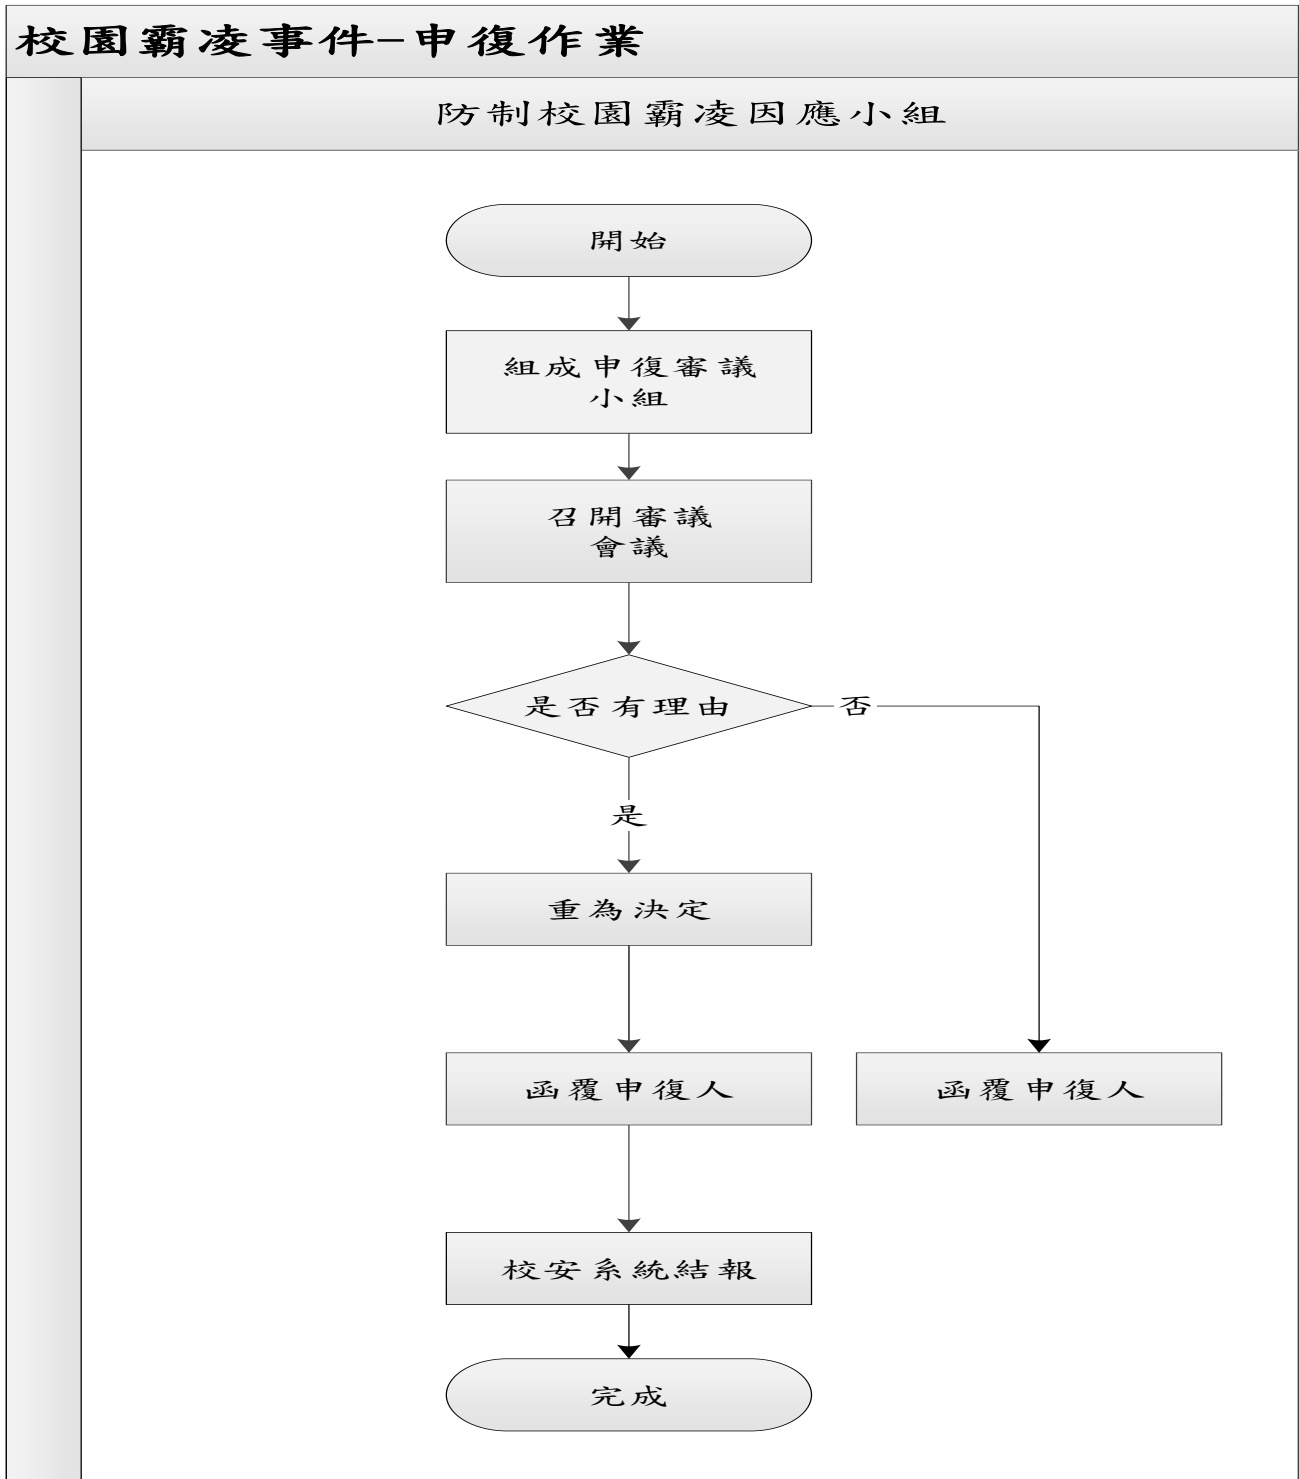 校園霸凌事件-申復作業
防制校園霸凌因應小組
開始
組成申復審議
小組
召開審議
會議
是否有理由
否
是
重為決定
函覆申復人
函覆申復人
校安系統結報
完成